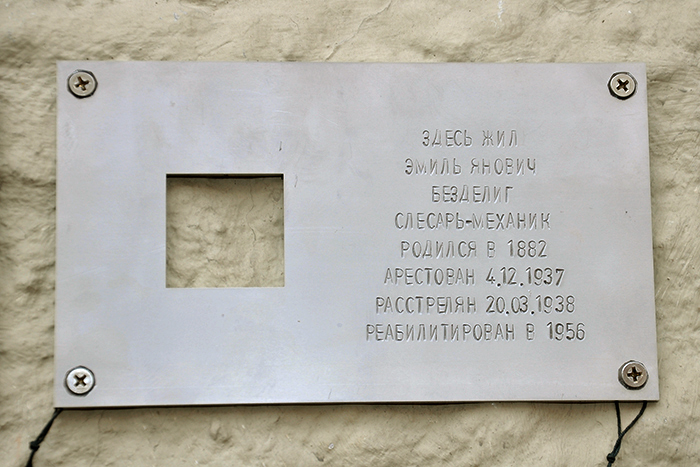 ЗДЕСЬ ЖИЛ
ЭМИЛЬ ЯНОВИЧ
БЕЗДЕЛИГ
СЛЕСАРЬ-МЕХАНИК
РОДИЛСЯ В 1882
АРЕСТОВАН 4.12.1937
РАССТРЕЛЯН 20.03.1938
РЕАБИЛИТИРОВАН В 1956